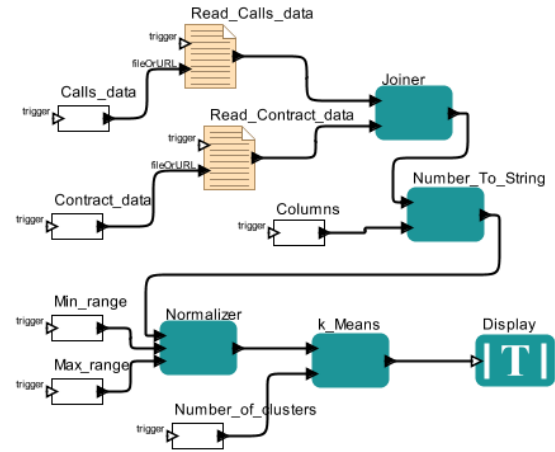 Read_Calls_data
trigger
fileOrURL
Calls_data
trigger
Joiner
Read_Contract_data
trigger
fileOrURL
Number_To_String
Contract_data
trigger
Columns
trigger
Min_range
trigger
Normalizer
k_Means
Display
T
Max_range
trigger
Number_of_clusters
trigger